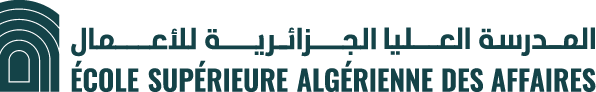 المدرسة العليا الجزائرية للأعمال
ÉCOLE SUPÉRIEURE ALGÉRIENNE DES AFFAIRES